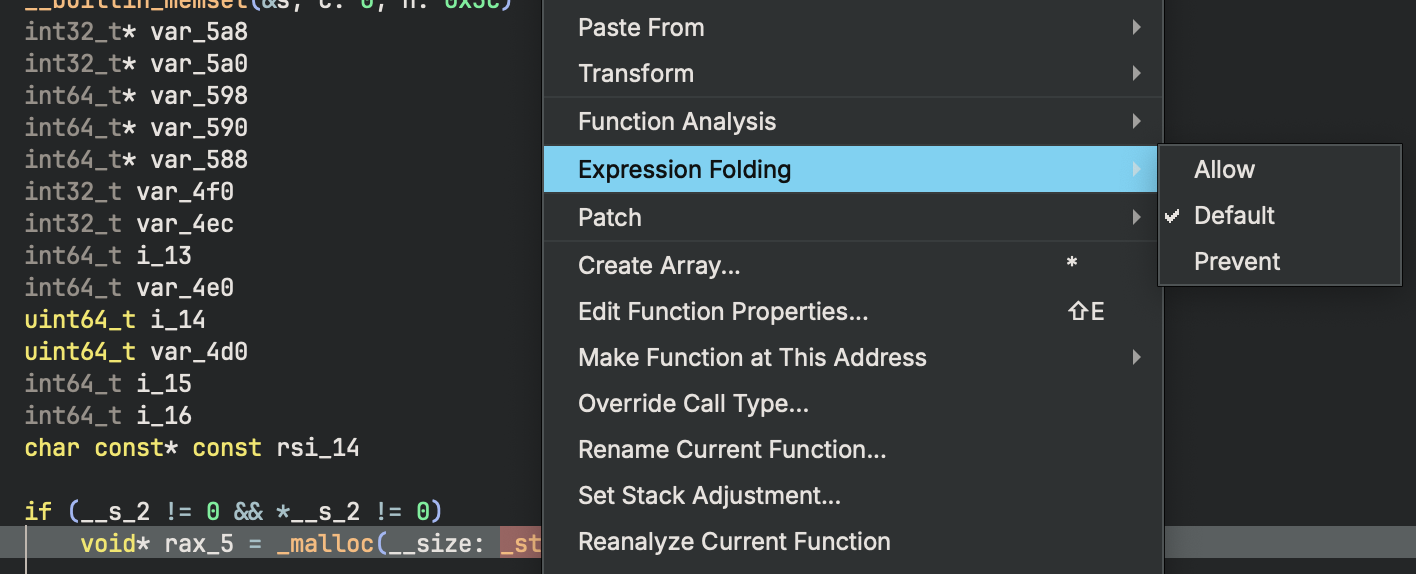 __builtin_memset(&s, c: 0, n: 0x3c)
int32_t* var_5a8
int32_t* var_5a0
int64_t* var_598
int64_t* var_590
int64_t* var_588
int32_t var_4f0
int32_t var_4ec
int64_t i_13
int64_t var_4e0
uint64_t i_14
uint64_t var_4d0
int64_t i_15
int64_t i_16
char const* const rsi_14
if (__s_2 != 0 && *__s_2 != 0)
void* rax_5 = _malloc(__size: _st
Paste From
Transform
Function Analysis
Expression Folding
Patch
Create Array... *
Edit Function Properties... ⇧E
Make Function at This Address
Override Call Type...
Rename Current Function...
Set Stack Adjustment...
Reanalyze Current Function
Allow
Default
Prevent